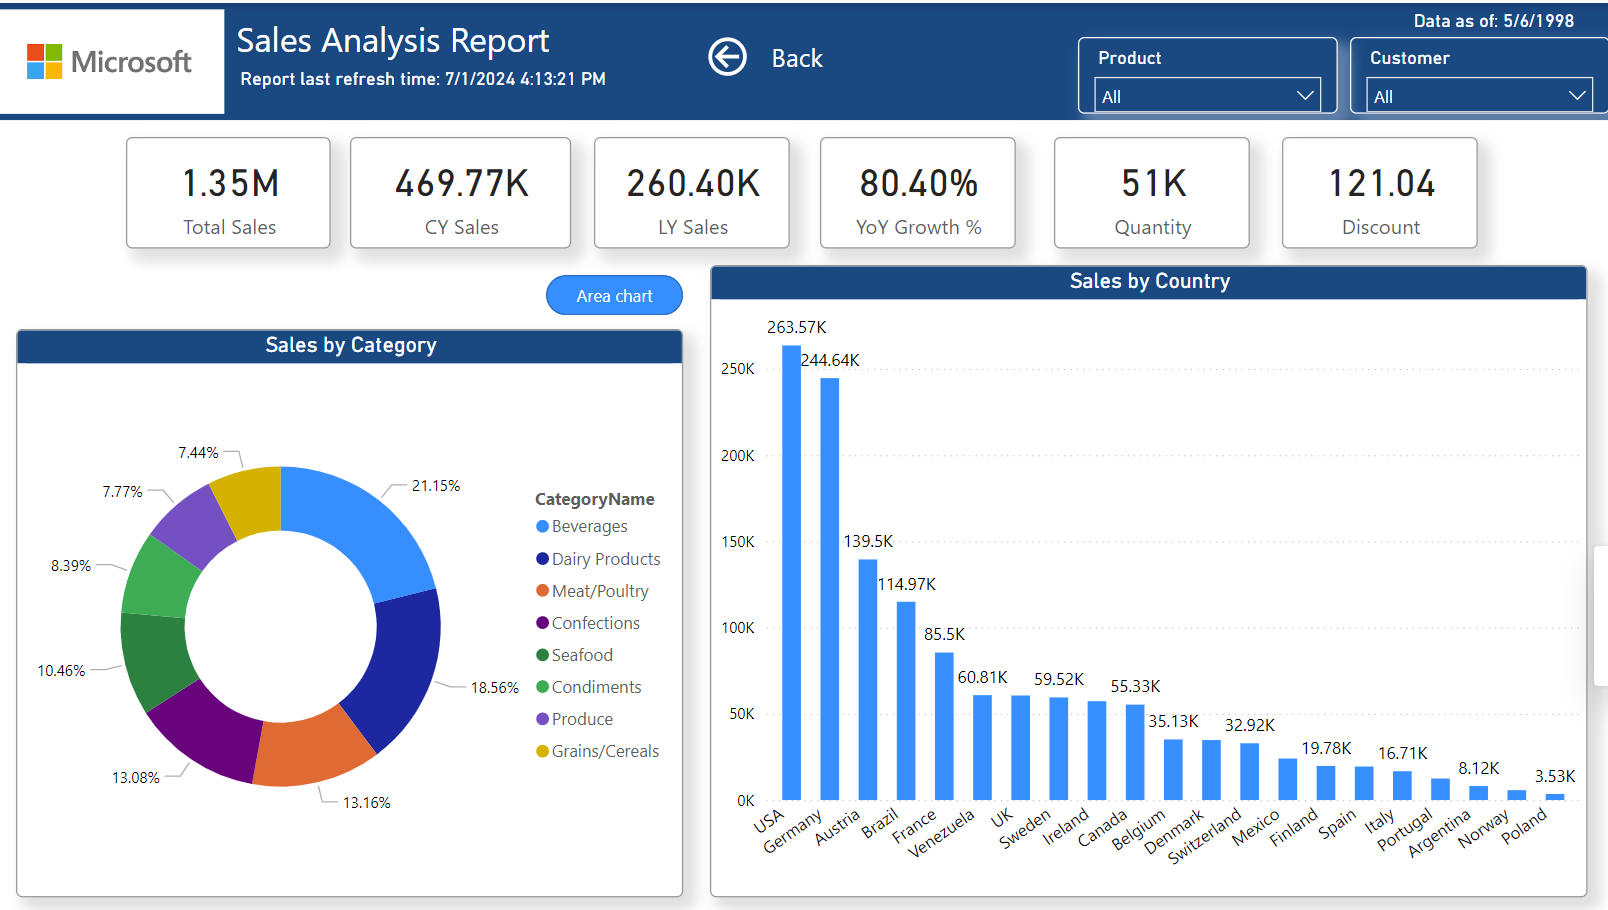 Microsoft
Sales Analysis Report
Report last refresh time: 7/1/2024 4:13:21 PM
Back
Data as of: 5/6/1998
Product
All
Customer
All
1.35M
Total Sales
469.77K
CY Sales
260.40K
LY Sales
80.40%
YoY Growth %
51K
Quantity
121.04
Discount
Area chart
Sales by Category
7.44%
7.77%
21.15%
8.39%
10.46%
18.56%
13.08%
13.16%
CategoryName
Beverages
Dairy Products
Meat/Poultry
Confections
Seafood
Condiments
Produce
Grains/Cereals
Sales by Country
250K
200K
150K
100K
50K
0K
263.57K
244.64K
139.5K
114.97K
85.5K
60.81K
59.52K
55.33K
35.13K
32.92K
19.78K
16.71K
8.12K
3.53K
USA
Germany
Austria
Brazil
France
Venezuela
UK
Sweden
Ireland
Canada
Belgium
Denmark
Switzerland
Mexico
Finland
Spain
Italy
Portugal
Argentina
Norway
Poland